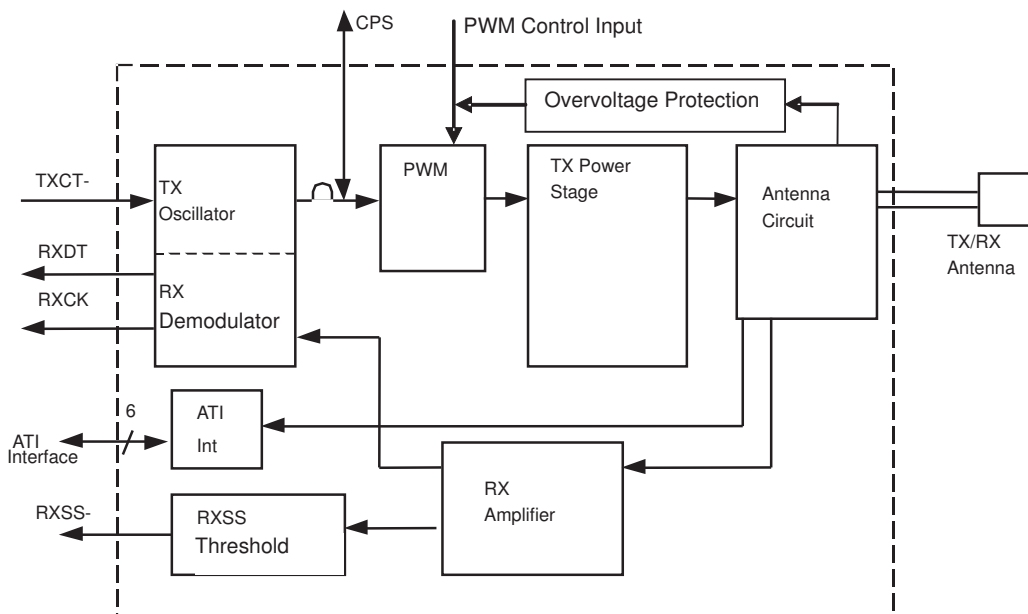 CPS
PWM Control Input
Overvoltage Protection
TXCT-
TX
Oscillator
PWM
TX Power
Stage
Antenna
Circuit
TX/RX
Antenna
RXDT
RXCK
RX
Demodulator
6
ATI
Interface
ATI
Int
RX
Amplifier
RXSS-
RXSS
Threshold